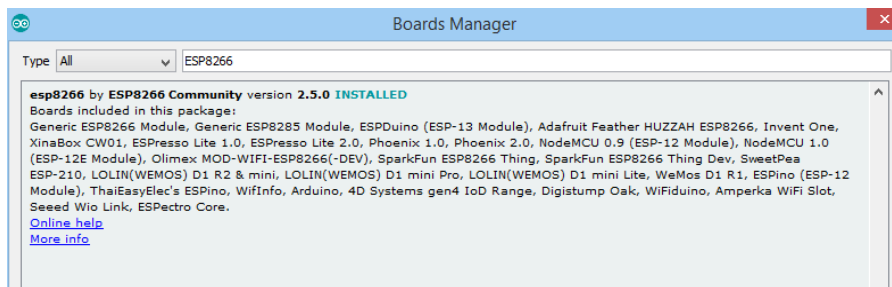 Boards Manager
Type All ESP8266
esp8266 by ESP8266 Community version 2.5.0 INSTALLED
Boards included in this package:
Generic ESP8266 Module, Generic ESP8285 Module, ESPDuino (ESP-13 Module), Adafruit Feather HUZZAH ESP8266, Invent One,
XinaBox CW01, ESPresso Lite 1.0, ESPresso Lite 2.0, Phoenix 1.0, Phoenix 2.0, NodeMCU 0.9 (ESP-12 Module), NodeMCU 1.0
(ESP-12E Module), Olimex MOD-WIFI-ESP8266(-DEV), SparkFun ESP8266 Thing, SparkFun ESP8266 Thing Dev, SweetPea
ESP-210, LOLIN(WEMOS) D1 R2 & mini, LOLIN(WEMOS) D1 mini Pro, LOLIN(WEMOS) D1 mini Lite, WeMos D1 R1, ESPino (ESP-12
Module), ThaiEasyElec's ESPino, WifInfo, Arduino, 4D Systems gen4 IoD Range, Digistump Oak, WiFiduino, Amperka WiFi Slot,
Seeed Wio Link, ESPectro Core.
Online help
More info